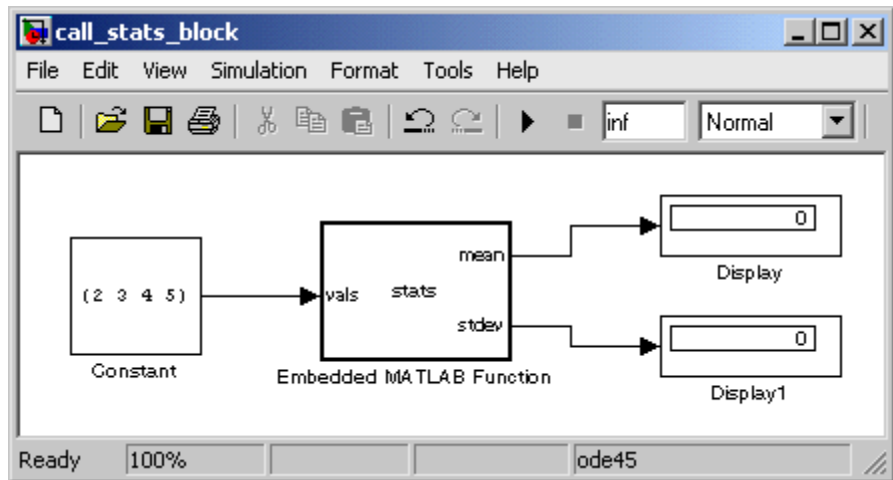 call_stats_block
File Edit View Simulation Format Tools Help
inf Normal
0
mean
Display
(2 3 4 5)
vals stats
stdev
0
Constant
Embedded MATLAB Function
Display1
Ready 100% ode45